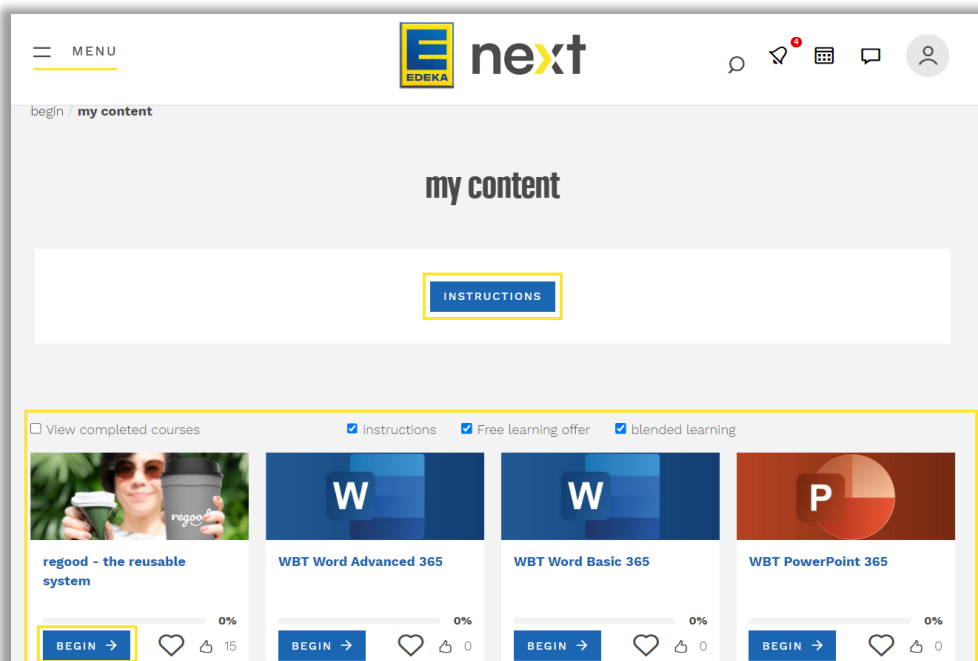 MENU
EDEKA
next
4
begin / my content
my content
INSTRUCTIONS
View completed courses
instructions
Free learning offer
blended learning
regood
W
W
P
regood - the reusable
system
WBT Word Advanced 365
WBT Word Basic 365
WBT PowerPoint 365
0%
0%
0%
0%
BEGIN →
15
BEGIN →
0
BEGIN →
0
BEGIN →
0